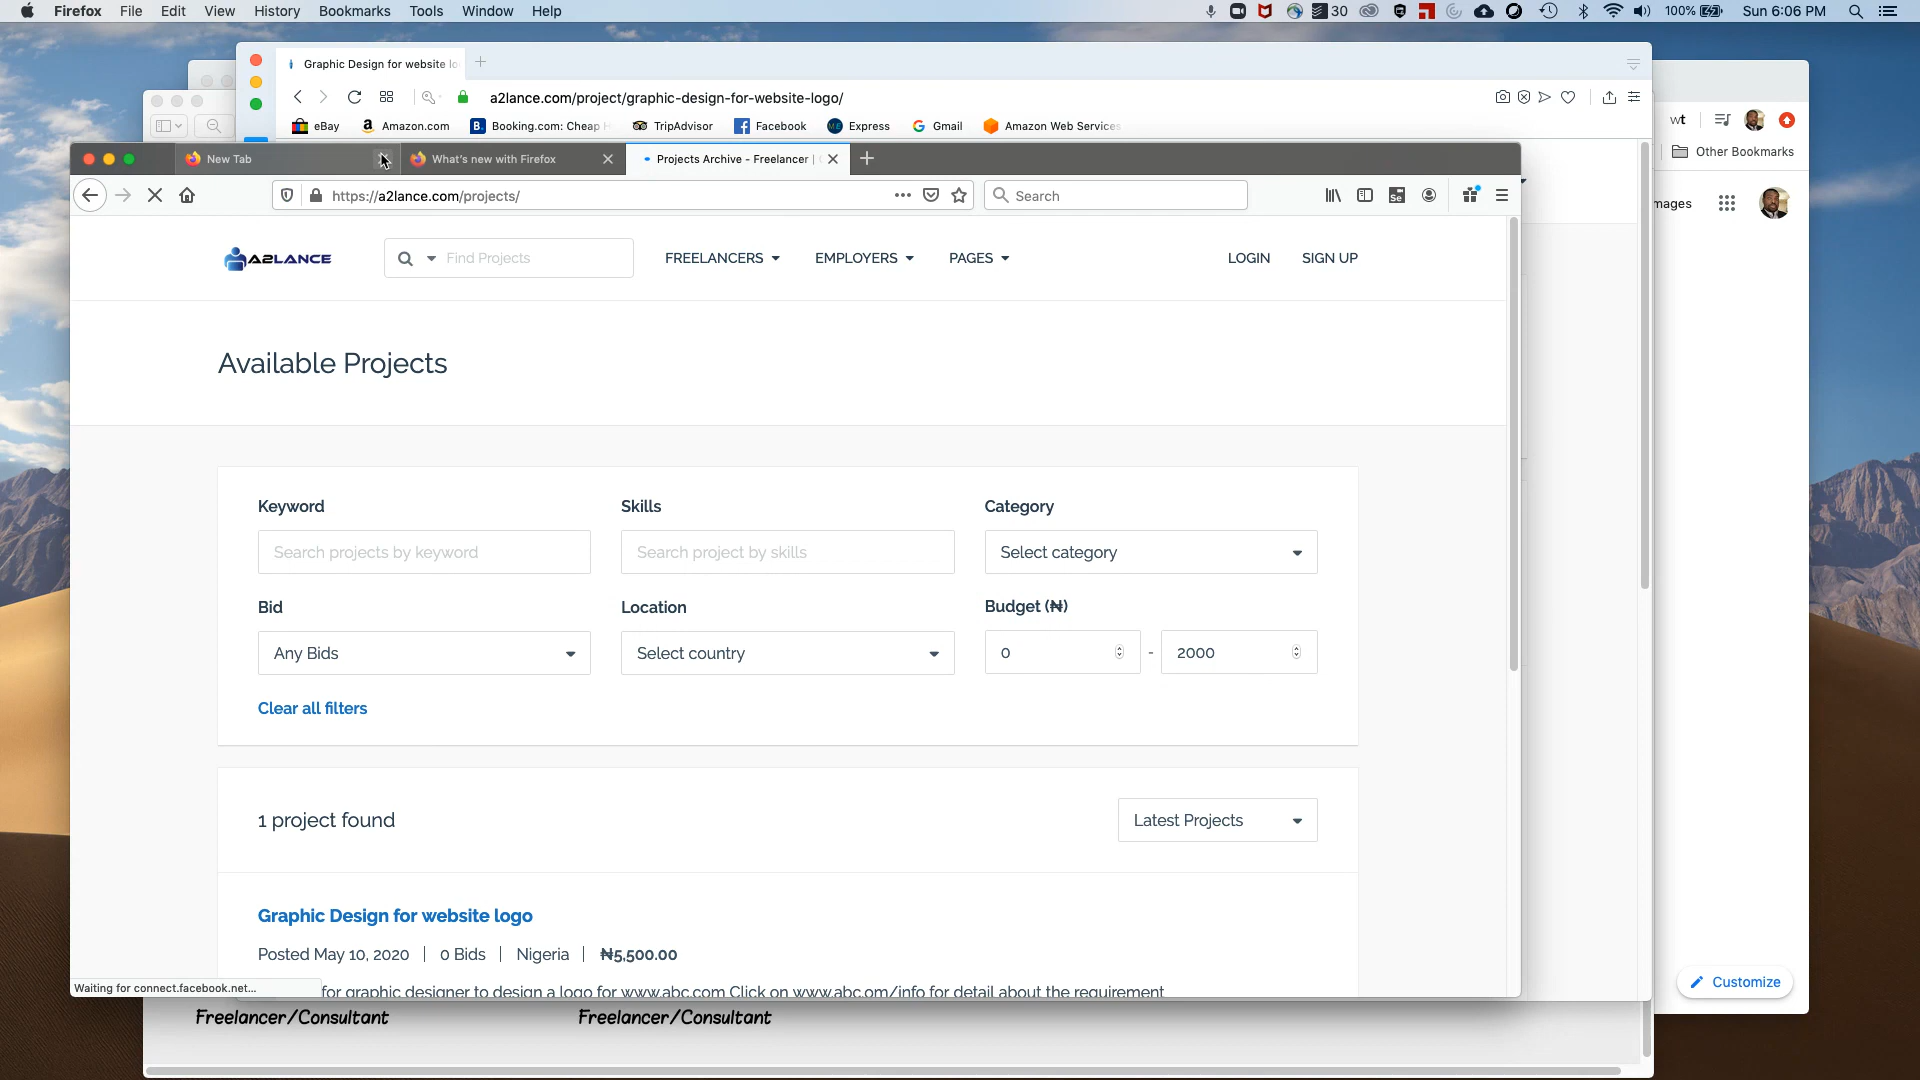 Firefox File Edit View History Bookmarks Tools Window Help 30 100% Sun 6:06 PM
Graphic Design for website lo
a2lance.com/project/graphic-design-for-website-logo/
eBay Amazon.com Booking.com: Cheap H TripAdvisor Facebook Express Gmail Amazon Web Services
wt
Other Bookmarks
mages
New Tab What's new with Firefox Projects Archive - Freelancer |
https://a2lance.com/projects/ Search
A2LANCE Find Projects FREELANCERS EMPLOYERS PAGES LOGIN SIGN UP
Available Projects
Keyword Skills Category
Search projects by keyword Search project by skills Select category
Bid Location Budget (₦)
Any Bids Select country 0 - 2000
Clear all filters
1 project found Latest Projects
Graphic Design for website logo
Posted May 10, 2020 | 0 Bids | Nigeria | ₦5,500.00
for graphic designer to design a logo for www.abc.com Click on www.abc.om/info for detail about the requirement
Waiting for connect.facebook.net...
Customize
Freelancer/Consultant Freelancer/Consultant